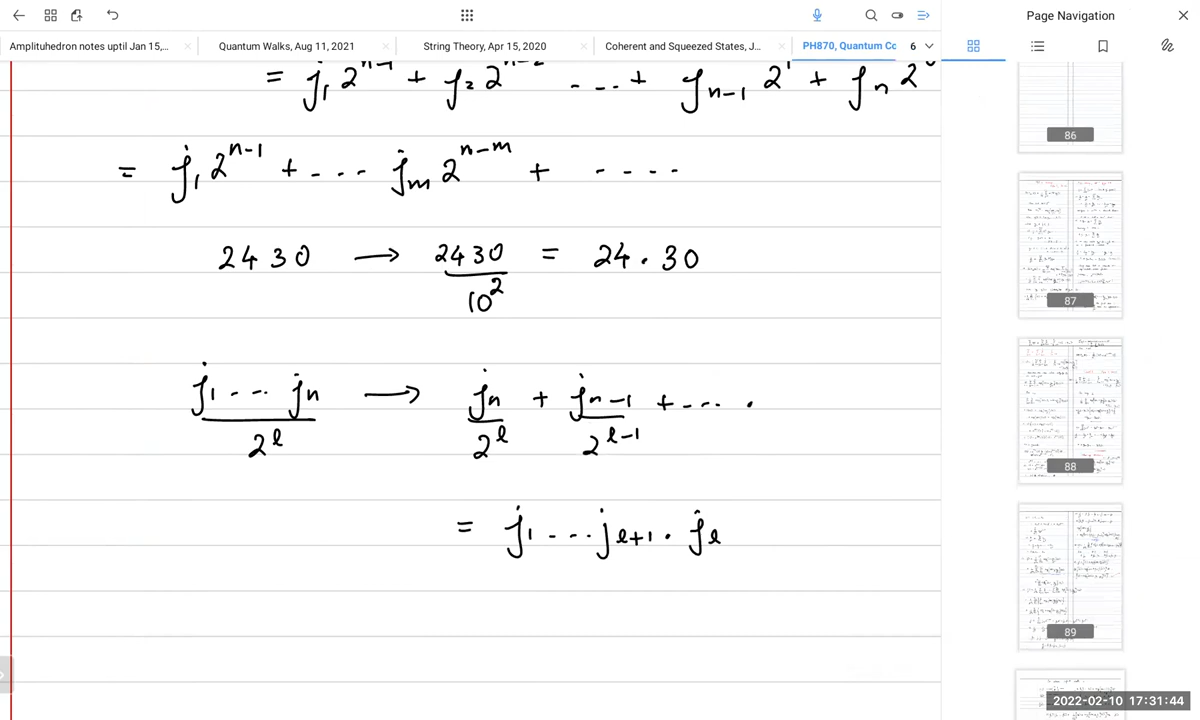 Page Navigation
Amplituhedron notes uptil Jan 15,...
Quantum Walks, Aug 11, 2021
String Theory, Apr 15, 2020
Coherent and Squeezed States, J...
PH870, Quantum Cc
6
= j₁ 2ⁿ⁻¹ + j₂ 2ⁿ⁻² ... + jₙ₋₁ 2¹ + jₙ 2⁰
= j₁ 2ⁿ⁻¹ + ... jₘ 2ⁿ⁻ᵐ + ....
2430 → 2430/10² = 24.30
j₁ ... jₙ / 2ˡ → jₙ/2ˡ + jₙ₋₁/2ˡ⁻¹ + ....
= j₁ ... jₗ₊₁ . jₗ
86
87
88
89
2022-02-10 17:31:44